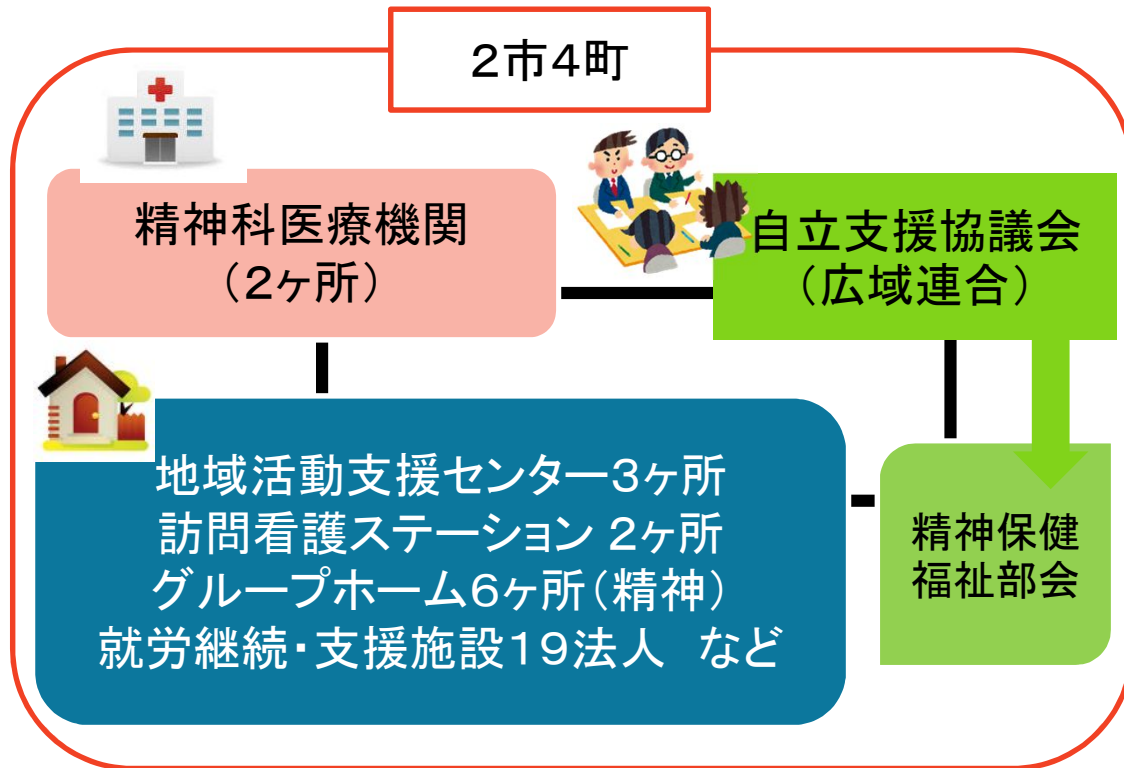 2市4町
精神科医療機関
（2ヶ所）
自立支援協議会
（広域連合）
地域活動支援センター3ヶ所
訪問看護ステーション 2ヶ所
グループホーム6ヶ所（精神）
就労継続・支援施設19法人　など
精神保健
福祉部会